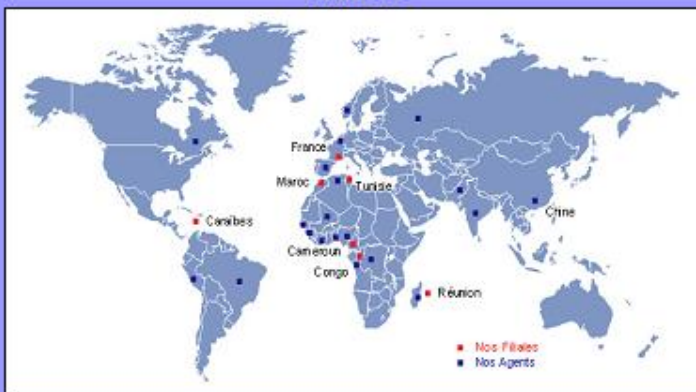 France
Maroc
Tunisie
Chine
Caraïbes
Cameroun
Congo
Réunion
Nos Filiales
Nos Agents